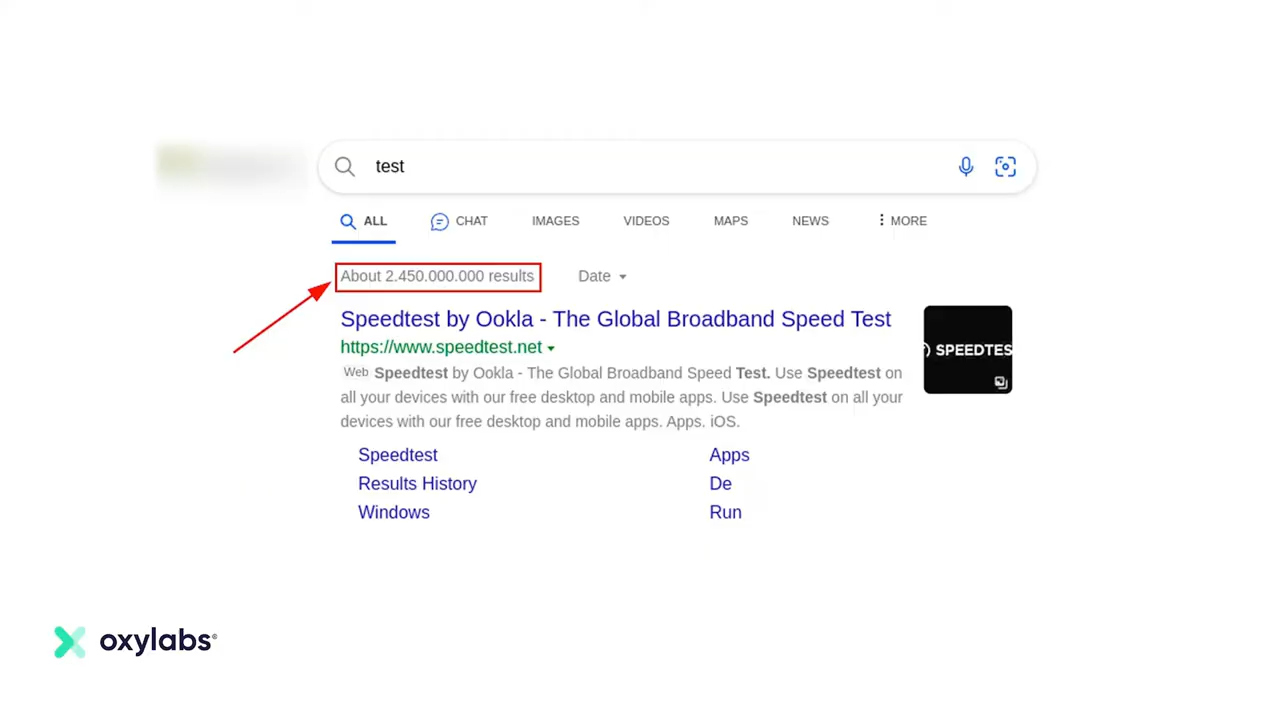 test
ALL CHAT IMAGES VIDEOS MAPS NEWS MORE
About 2.450.000.000 results Date
Speedtest by Ookla - The Global Broadband Speed Test
https://www.speedtest.net
SPEEDTES
Web Speedtest by Ookla - The Global Broadband Speed Test. Use Speedtest on
all your devices with our free desktop and mobile apps. Use Speedtest on all your
devices with our free desktop and mobile apps. Apps. iOS.
Speedtest Apps
Results History De
Windows Run
oxylabs®